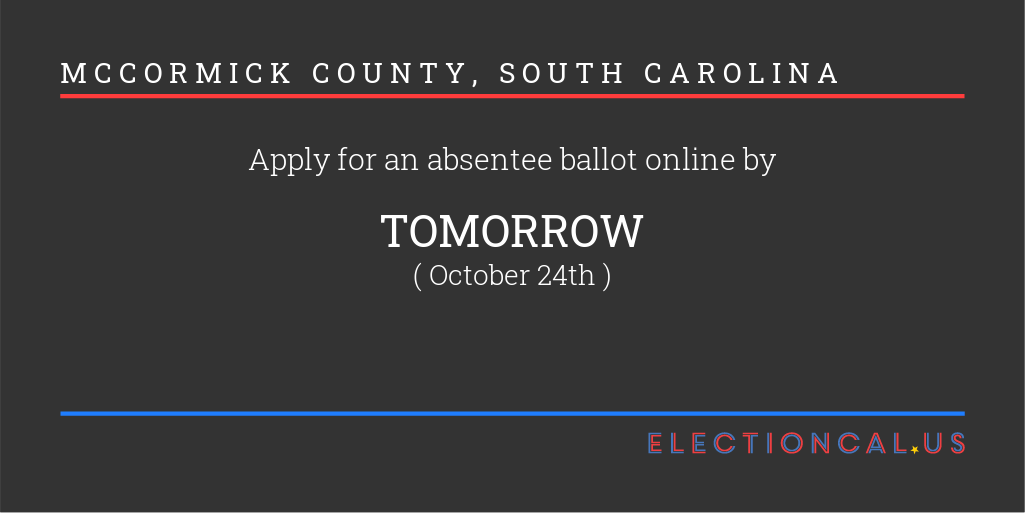 MCCORMICK COUNTY, SOUTH CAROLINA
Apply for an absentee ballot online by
TOMORROW
( October 24th )
ELECTIONCAL.US